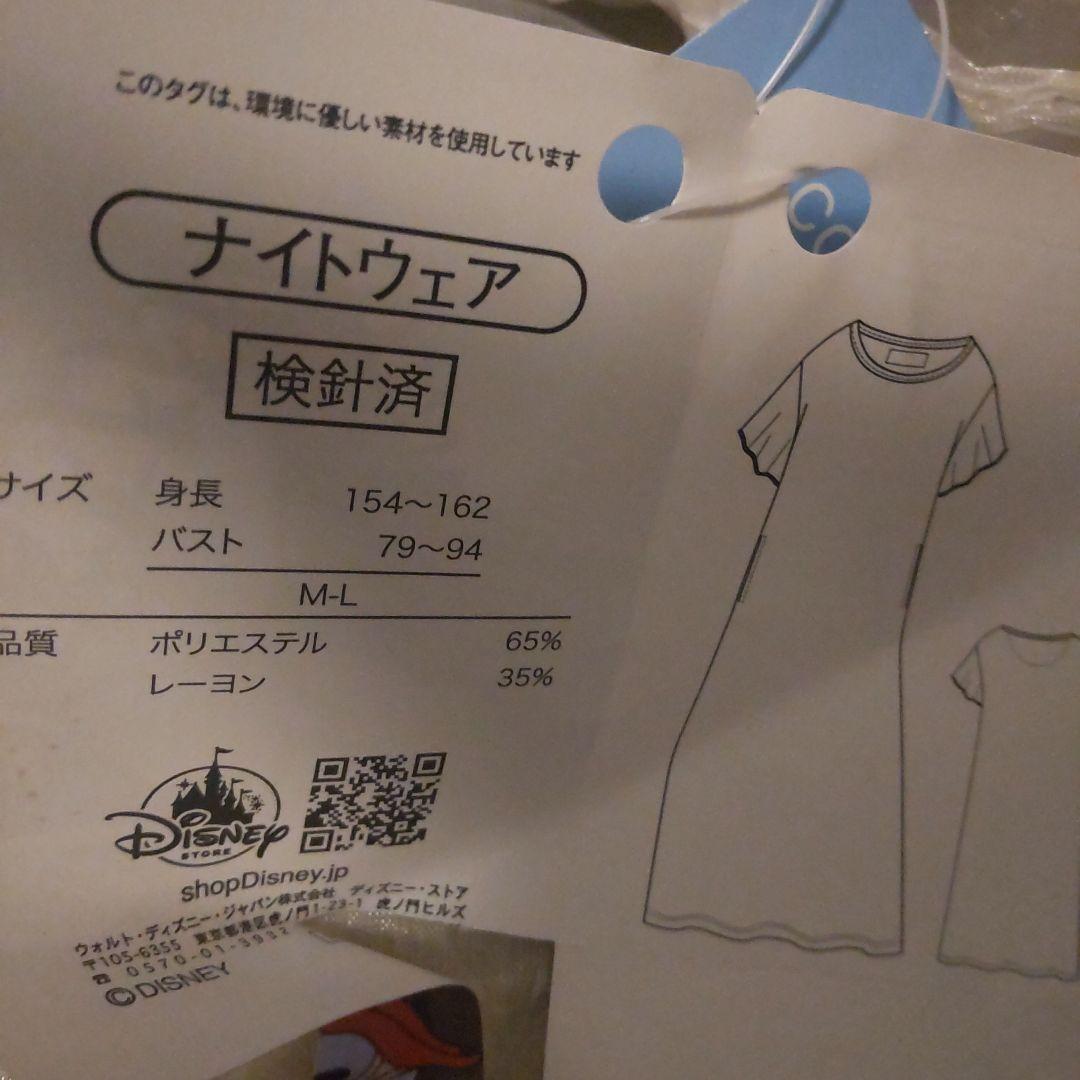 このタグは、環境に優しい素材を使用しています
ナイトウェア
検針済
サイズ 身長 154～162
バスト 79～94
M-L
品質 ポリエステル 65%
レーヨン 35%
DISNEY
STORE
shopDisney.jp
ウォルト・ディズニー・ジャパン株式会社 ディズニー・ストア
〒105-6355 東京都港区虎ノ門1-23-1 虎ノ門ヒルズ
☎ 0570-01-3932
©DISNEY